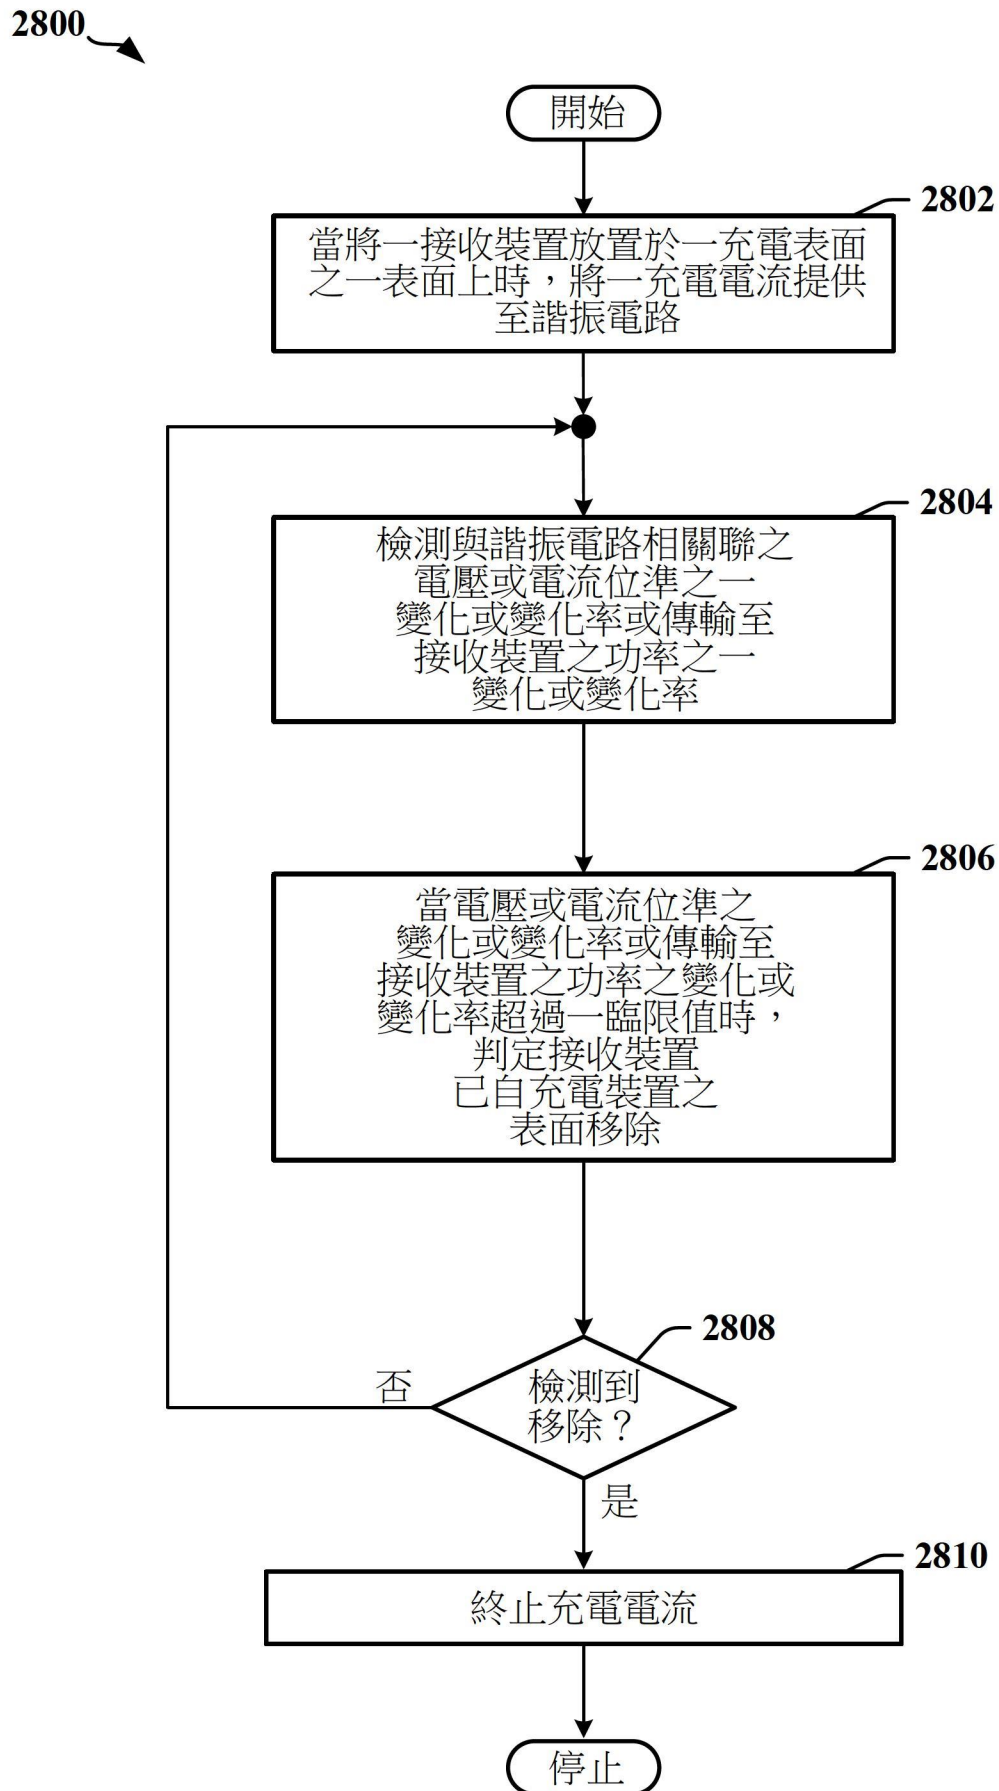 2800
開始
2802
當將一接收裝置放置於一充電表面
之一表面上時，將一充電電流提供
至諧振電路
2804
檢測與諧振電路相關聯之
電壓或電流位準之一
變化或變化率或傳輸至
接收裝置之功率之一
變化或變化率
2806
當電壓或電流位準之
變化或變化率或傳輸至
接收裝置之功率之變化或
變化率超過一臨限值時，
判定接收裝置
已自充電裝置之
表面移除
2808
否
檢測到
移除？
是
2810
終止充電電流
停止